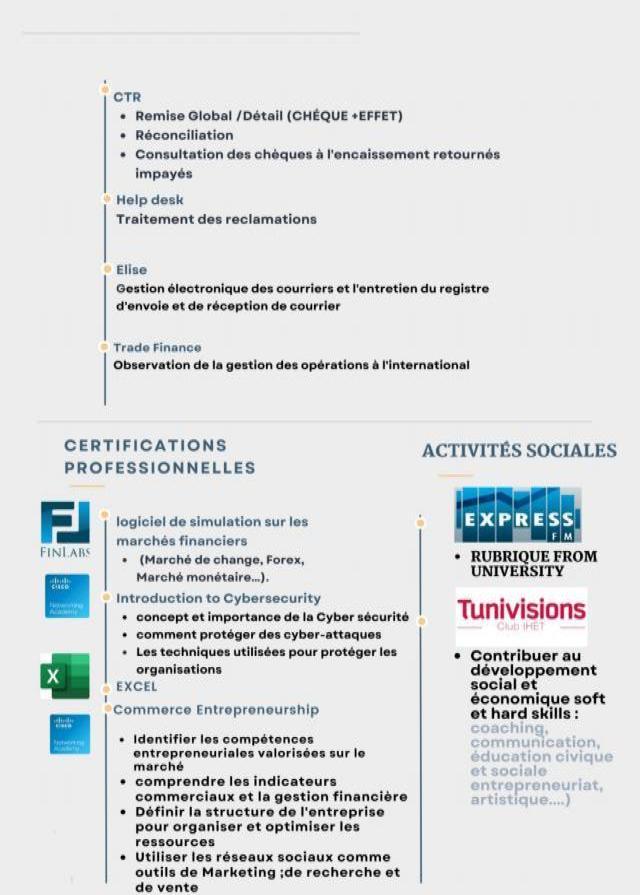 CTR
• Remise Global /Détail (CHÉQUE +EFFET)
• Réconciliation
• Consultation des chèques à l'encaissement retournés
impayés
Help desk
Traitement des reclamations
Elise
Gestion électronique des courriers et l'entretien du registre
d'envoie et de réception de courrier
Trade Finance
Observation de la gestion des opérations à l'international
CERTIFICATIONS
PROFESSIONNELLES
FINLABS
logiciel de simulation sur les
marchés financiers
• (Marché de change, Forex,
Marché monétaire...).
CISCO
Networking
Academy
Introduction to Cybersecurity
• concept et importance de la Cyber sécurité
• comment protéger des cyber-attaques
• Les techniques utilisées pour protéger les
organisations
X
EXCEL
CISCO
Networking
Academy
Commerce Entrepreneurship
• Identifier les compétences
entrepreneuriales valorisées sur le
marché
• comprendre les indicateurs
commerciaux et la gestion financière
• Définir la structure de l'entreprise
pour organiser et optimiser les
ressources
• Utiliser les réseaux sociaux comme
outils de Marketing ;de recherche et
de vente
ACTIVITÉS SOCIALES
EXPRESS
FM
• RUBRIQUE FROM
UNIVERSITY
Tunivisions
Club IHET
• Contribuer au
développement
social et
économique soft
et hard skills :
coaching,
communication,
éducation civique
et sociale
entrepreneuriat,
artistique....)